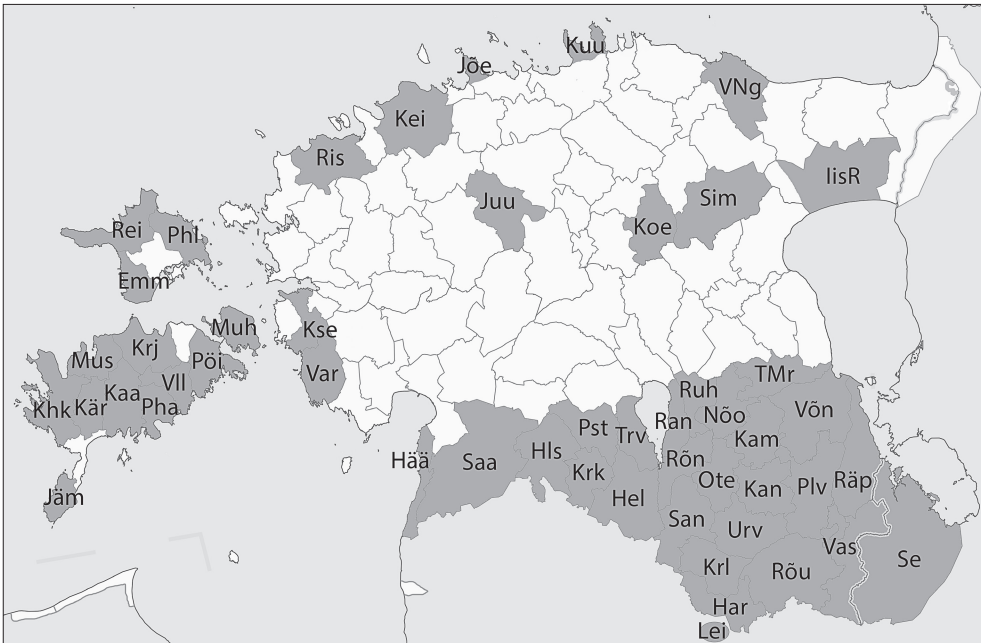 Kuu
Jõe
VNg
Kei
Ris
IisR
Juu
Sim
Koe
Rei
Phl
Emm
Muh
Kse
Krj
Mus
Pöi
Var
Vll
Kaa
Khk
Kär
Pha
Jäm
TMr
Ruh
Nõo
Võn
Ran
Pst
Trv
Kam
Hls
Hää
Saa
Rõn
Krk
Ote
Kan
Plv
Räp
Hel
San
Urv
Vas
Se
Krl
Rõu
Har
Lei